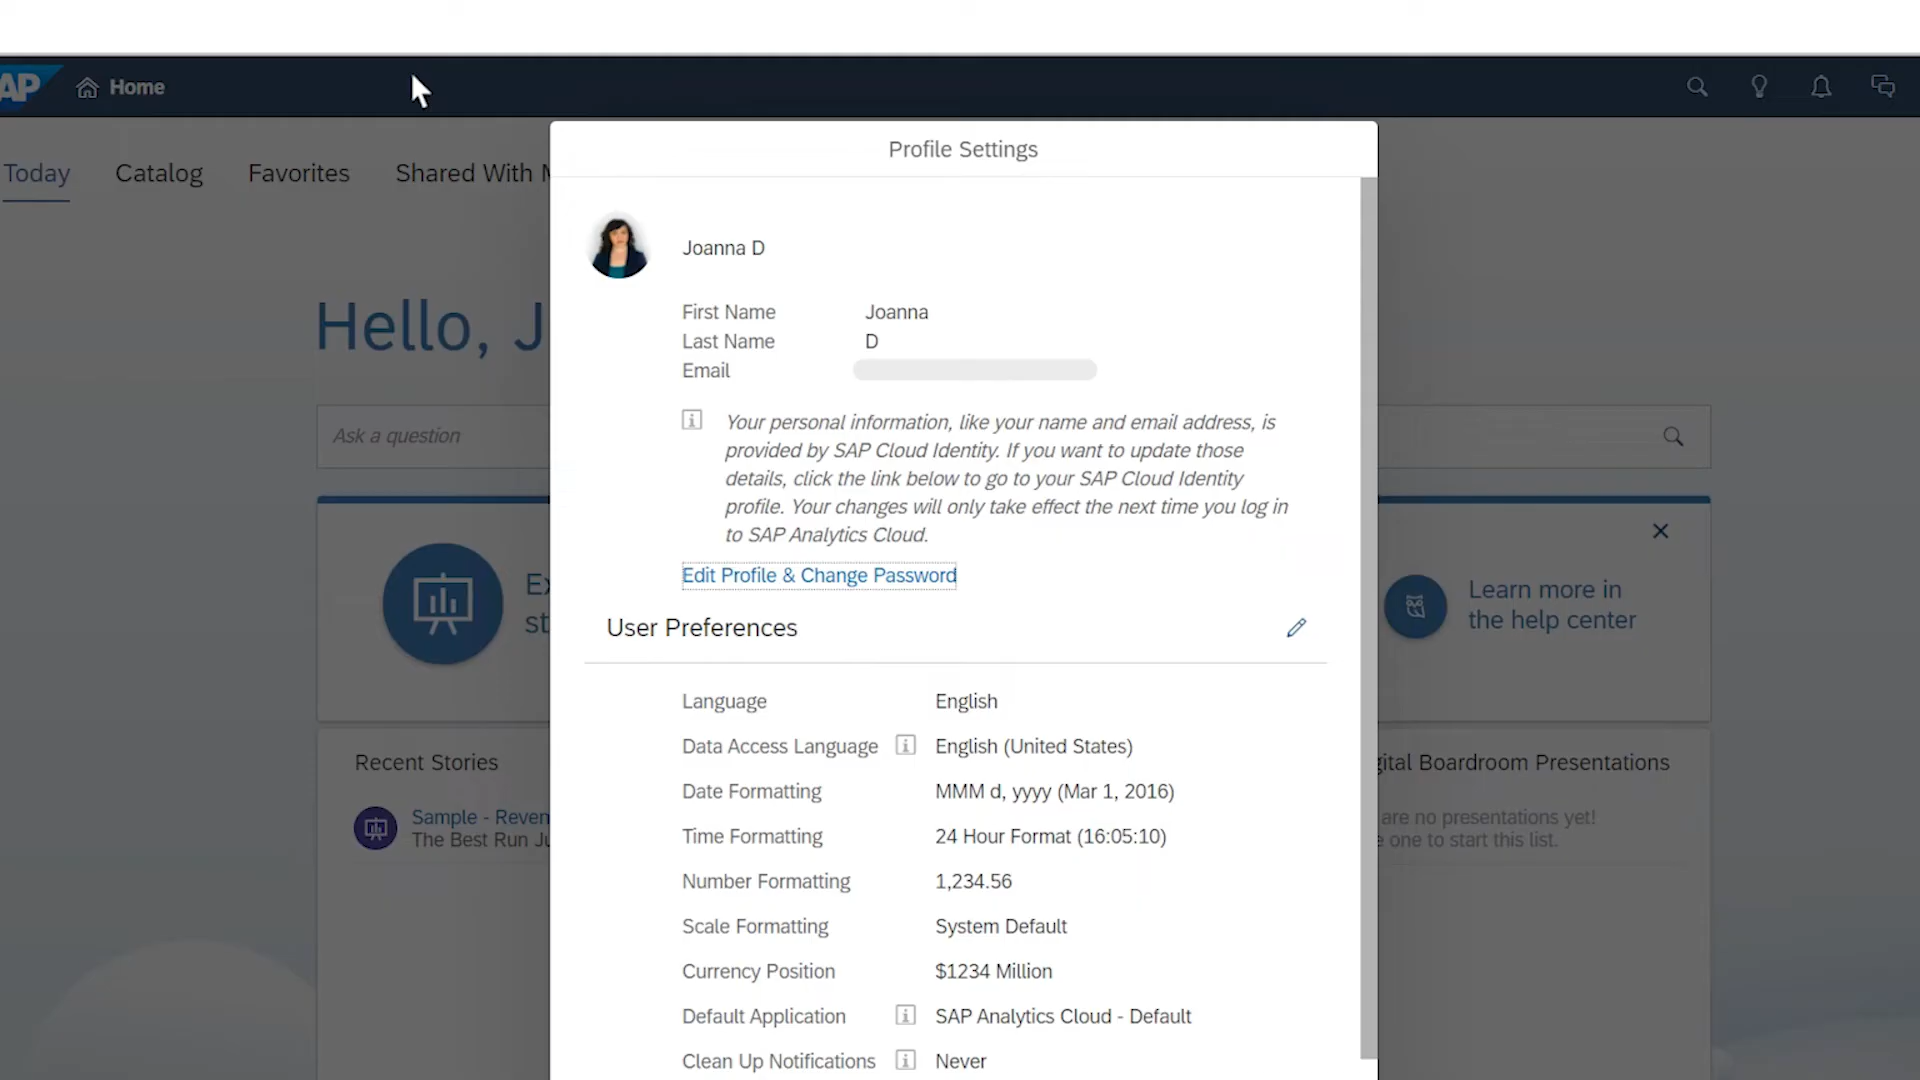 AP Home
Today Catalog Favorites Shared With
Hello, J
Ask a question
Learn more in
the help center
Recent Stories
Sample - Reven
The Best Run Ju
Boardroom Presentations
are no presentations yet!
one to start this list.
Profile Settings
Joanna D
First Name Joanna
Last Name D
Email
Your personal information, like your name and email address, is
provided by SAP Cloud Identity. If you want to update those
details, click the link below to go to your SAP Cloud Identity
profile. Your changes will only take effect the next time you log in
to SAP Analytics Cloud.
Edit Profile & Change Password
User Preferences
Language English
Data Access Language English (United States)
Date Formatting MMM d, yyyy (Mar 1, 2016)
Time Formatting 24 Hour Format (16:05:10)
Number Formatting 1,234.56
Scale Formatting System Default
Currency Position $1234 Million
Default Application SAP Analytics Cloud - Default
Clean Up Notifications Never